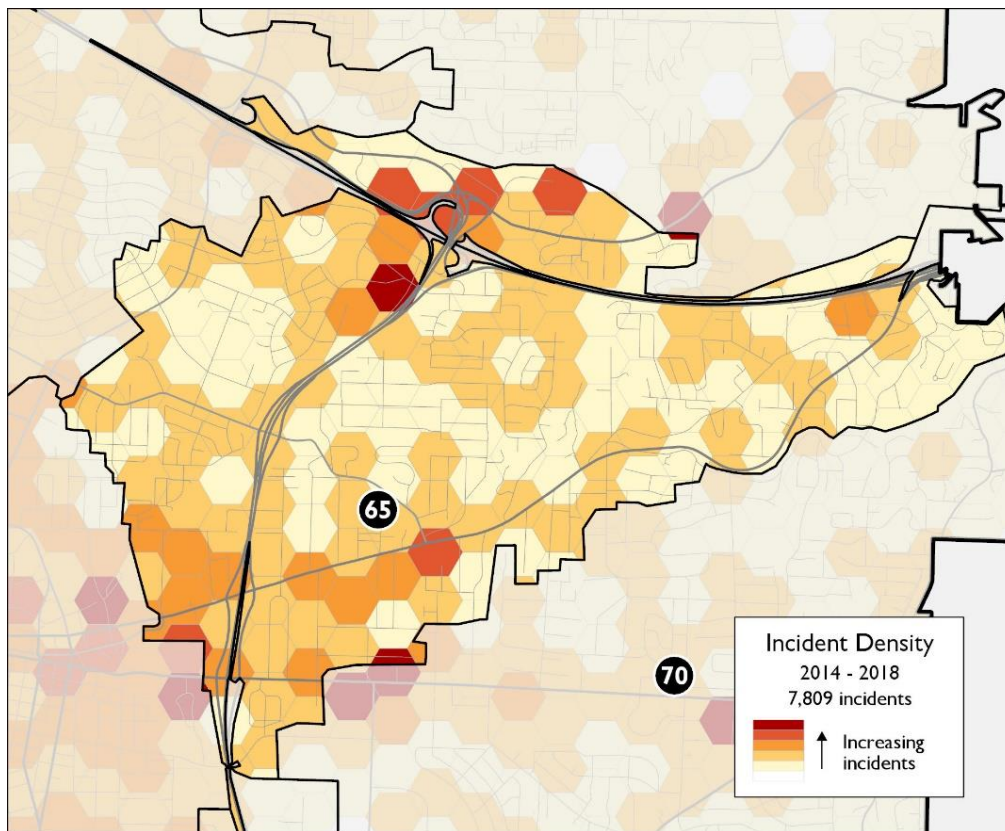 65
70
Incident Density
2014 - 2018
7,809 incidents
Increasing
incidents